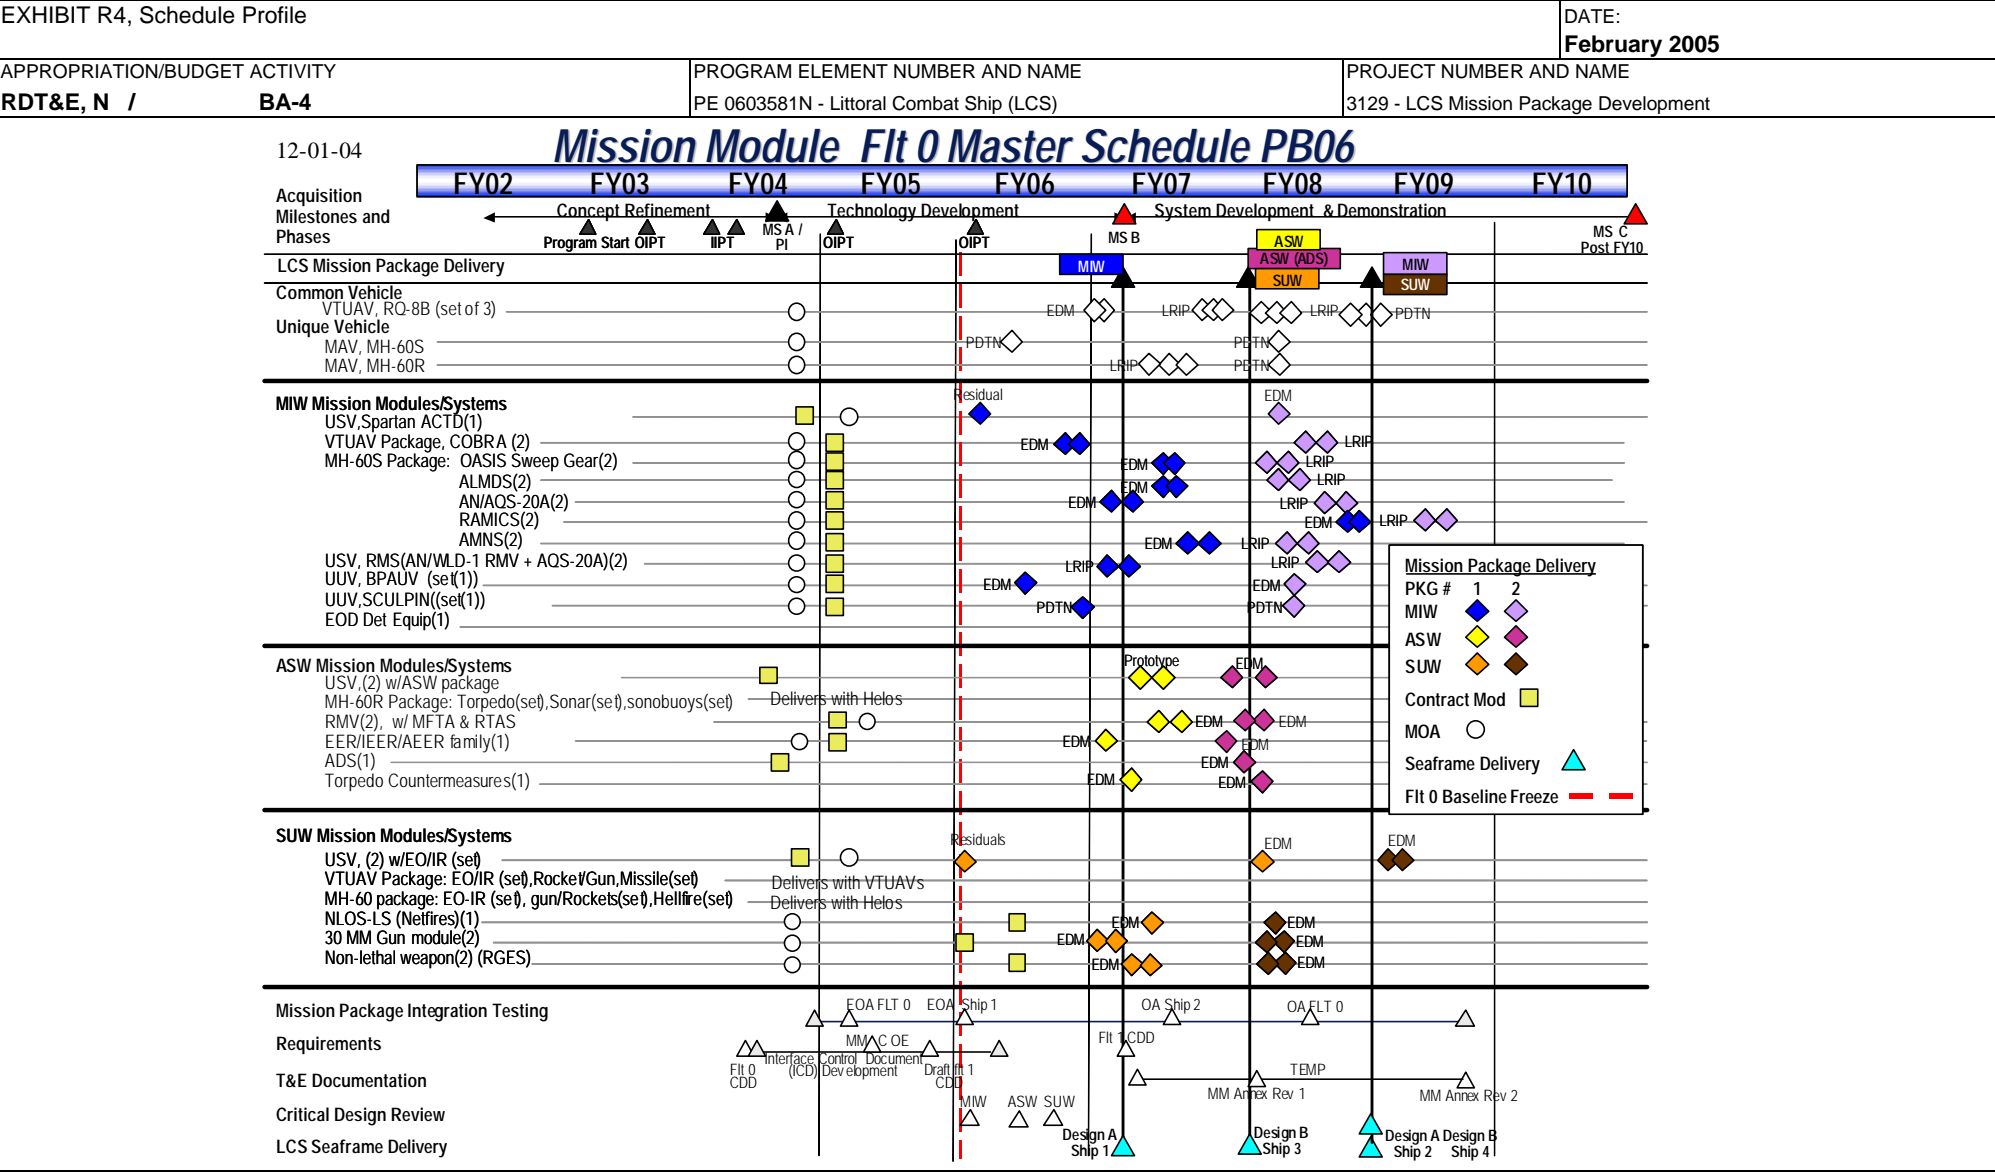 EXHIBIT R4, Schedule Profile
DATE:
February 2005
APPROPRIATION/BUDGET ACTIVITY
PROGRAM ELEMENT NUMBER AND NAME
PROJECT NUMBER AND NAME
RDT&E, N / BA-4
PE 0603581N - Littoral Combat Ship (LCS)
3129 - LCS Mission Package Development
12-01-04
Mission Module Flt 0 Master Schedule PB06
FY02 FY03 FY04 FY05 FY06 FY07 FY08 FY09 FY10
Acquisition
Milestones and
Phases
Concept Refinement
Technology Development
System Development & Demonstration
Program Start OIPT
IIPT
MS A /
PI
OIPT
OIPT
MS B
MS C
Post FY10
LCS Mission Package Delivery
MIW
ASW
ASW (ADS)
SUW
MIW
SUW
Common Vehicle
VTUAV, RQ-8B (set of 3)
EDM
LRIP
LRIP
PDTN
Unique Vehicle
MAV, MH-60S
PDTN
PDTN
MAV, MH-60R
LRIP
PDTN
MIW Mission Modules/Systems
Residual
EDM
USV,Spartan ACTD(1)
VTUAV Package, COBRA (2)
EDM
LRIP
MH-60S Package: OASIS Sweep Gear(2)
EDM
LRIP
ALMDS(2)
EDM
LRIP
AN/AQS-20A(2)
EDM
LRIP
RAMICS(2)
EDM
LRIP
AMNS(2)
EDM
LRIP
USV, RMS(AN/WLD-1 RMV + AQS-20A)(2)
LRIP
LRIP
UUV, BPAUV (set(1))
EDM
EDM
UUV,SCULPIN((set(1))
PDTN
PDTN
EOD Det Equip(1)
Mission Package Delivery
PKG # 1 2
MIW
ASW
SUW
Contract Mod
MOA
Seaframe Delivery
Flt 0 Baseline Freeze
ASW Mission Modules/Systems
Prototype
EDM
USV,(2) w/ASW package
MH-60R Package: Torpedo(set),Sonar(set),sonobuoys(set)
Delivers with Helos
RMV(2), w/ MFTA & RTAS
EDM
EDM
EER/IEER/AEER family(1)
EDM
EDM
ADS(1)
EDM
Torpedo Countermeasures(1)
EDM
EDM
SUW Mission Modules/Systems
Residuals
EDM
EDM
USV, (2) w/EO/IR (set)
VTUAV Package: EO/IR (set),Rocket/Gun,Missile(set)
Delivers with VTUAVs
MH-60 package: EO-IR (set), gun/Rockets(set),Hellfire(set)
Delivers with Helos
NLOS-LS (Netfires)(1)
EDM
EDM
30 MM Gun module(2)
EDM
EDM
Non-lethal weapon(2) (RGES)
EDM
EDM
Mission Package Integration Testing
EOA FLT 0
EOA Ship 1
OA Ship 2
OA FLT 0
Requirements
Flt 0
CDD
MM C OE
Interface Control Document
(ICD) Development
Draft flt 1
CDD
Flt 1 CDD
T&E Documentation
TEMP
MM Annex Rev 1
MM Annex Rev 2
Critical Design Review
MIW
ASW
SUW
LCS Seaframe Delivery
Design A
Ship 1
Design B
Ship 3
Design A
Ship 2
Design B
Ship 4